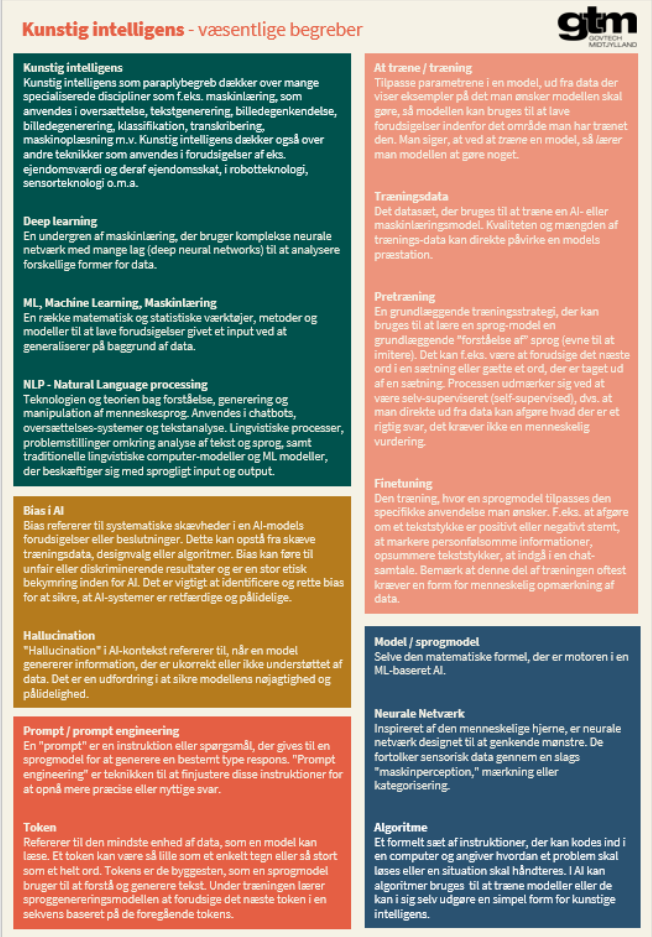 Kunstig intelligens - væsentlige begreber
gtm
GOVTECH
MIDTJYLLAND
Kunstig intelligens
Kunstig intelligens som paraplybegreb dækker over mange
specialiserede discipliner som f.eks. maskinlæring, som
anvendes i oversættelse, tekstgenerering, billedegenkendelse,
billedegenerering, klassifikation, transkribering,
maskinoplæsning m.v. Kunstig intelligens dækker også over
andre teknikker som anvendes i forudsigelser af eks.
ejendomsværdi og deraf ejendomsskat, i robotteknologi,
sensorteknologi o.m.a.
Deep learning
En undergren af maskinlæring, der bruger komplekse neurale
netværk med mange lag (deep neural networks) til at analysere
forskellige former for data.
ML, Machine Learning, Maskinlæring
En række matematisk og statistiske værktøjer, metoder og
modeller til at lave forudsigelser givet et input ved at
generaliserer på baggrund af data.
NLP - Natural Language processing
Teknologien og teorien bag forståelse, generering og
manipulation af menneskesprog. Anvendes i chatbots,
oversættelses-systemer og tekstanalyse. Lingvistiske processer,
problemstillinger omkring analyse af tekst og sprog, samt
traditionelle lingvistiske computer-modeller og ML modeller,
der beskæftiger sig med sprogligt input og output.
Bias i AI
Bias refererer til systematiske skævheder i en AI-models
forudsigelser eller beslutninger. Dette kan opstå fra skæve
træningsdata, designvalg eller algoritmer. Bias kan føre til
unfair eller diskriminerende resultater og er en stor etisk
bekymring inden for AI. Det er vigtigt at identificere og rette bias
for at sikre, at AI-systemer er retfærdige og pålidelige.
Hallucination
"Hallucination" i AI-kontekst refererer til, når en model
genererer information, der er ukorrekt eller ikke understøttet af
data. Det er en udfordring i at sikre modellens nøjagtighed og
pålidelighed.
Prompt / prompt engineering
En "prompt" er en instruktion eller spørgsmål, der gives til en
sprogmodel for at generere en bestemt type respons. "Prompt
engineering" er teknikken til at finjustere disse instruktioner for
at opnå mere præcise eller nyttige svar.
Token
Refererer til den mindste enhed af data, som en model kan
læse. Et token kan være så lille som et enkelt tegn eller så stort
som et helt ord. Tokens er de byggesten, som en sprogmodel
bruger til at forstå og generere tekst. Under træningen lærer
sproggenereringsmodellen at forudsige det næste token i en
sekvens baseret på de foregående tokens.
At træne / træning
Tilpasse parametrene i en model, ud fra data der
viser eksempler på det man ønsker modellen skal
gøre, så modellen kan bruges til at lave
forudsigelser indenfor det område man har trænet
den. Man siger, at ved at træne en model, så lærer
man modellen at gøre noget.
Træningsdata
Det datasæt, der bruges til at træne en AI- eller
maskinlæringsmodel. Kvaliteten og mængden af
trænings-data kan direkte påvirke en models
præstation.
Pretræning
En grundlæggende træningsstrategi, der kan
bruges til at lære en sprog-model en
grundlæggende "forståelse af" sprog (evne til at
imitere). Det kan f.eks. være at forudsige det næste
ord i en sætning eller gætte et ord, der er taget ud
af en sætning. Processen udmærker sig ved at
være selv-superviseret (self-supervised), dvs. at
man direkte ud fra data kan afgøre hvad der er et
rigtig svar, det kræver ikke en menneskelig
vurdering.
Finetuning
Den træning, hvor en sprogmodel tilpasses den
specifikke anvendelse man ønsker. F.eks. at afgøre
om et tekststykke er positivt eller negativt stemt,
at markere personfølsomme informationer,
opsummere tekststykker, at indgå i en chat-
samtale. Bemærk at denne del af træningen oftest
kræver en form for menneskelig opmærkning af
data.
Model / sprogmodel
Selve den matematiske formel, der er motoren i en
ML-baseret AI.
Neurale Netværk
Inspireret af den menneskelige hjerne, er neurale
netværk designet til at genkende mønstre. De
fortolker sensorisk data gennem en slags
"maskinperception," mærkning eller
kategorisering.
Algoritme
Et formelt sæt af instruktioner, der kan kodes ind i
en computer og angiver hvordan et problem skal
løses eller en situation skal håndteres. I AI kan
algoritmer bruges til at træne modeller eller de
kan i sig selv udgøre en simpel form for kunstige
intelligens.